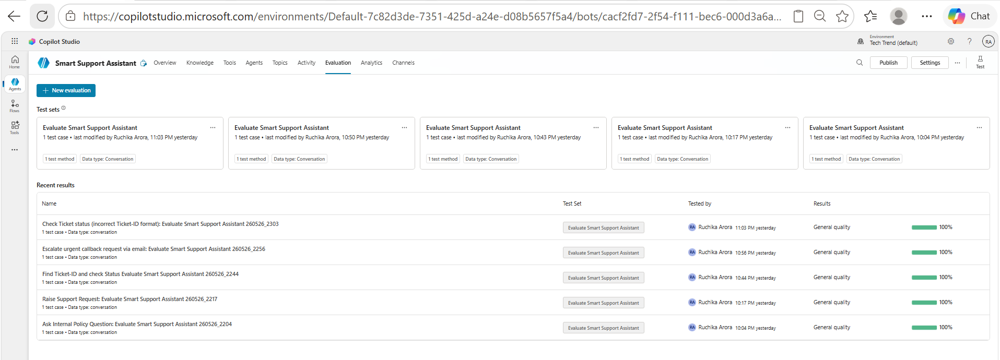 https://copilotstudio.microsoft.com/environments/Default-7c82d3de-7351-425d-a24e-d08b5657f5a4/bots/cacf2fd7-2f54-f111-bec6-000d3a6a...
Chat
Copilot Studio
Environment
Tech Trend (default)
?
RA
Home
Agents
Flows
Tools
Smart Support Assistant
Overview
Knowledge
Tools
Agents
Topics
Activity
Evaluation
Analytics
Channels
Publish
Settings
Test
+ New evaluation
Test sets
Evaluate Smart Support Assistant
1 test case • last modified by Ruchika Arora, 11:03 PM yesterday
1 test method
Data type: Conversation
Evaluate Smart Support Assistant
1 test case • last modified by Ruchika Arora, 10:50 PM yesterday
1 test method
Data type: Conversation
Evaluate Smart Support Assistant
1 test case • last modified by Ruchika Arora, 10:43 PM yesterday
1 test method
Data type: Conversation
Evaluate Smart Support Assistant
1 test case • last modified by Ruchika Arora, 10:17 PM yesterday
1 test method
Data type: Conversation
Evaluate Smart Support Assistant
1 test case • last modified by Ruchika Arora, 10:04 PM yesterday
1 test method
Data type: Conversation
Recent results
Name
Test Set
Tested by
Results
Check Ticket status (incorrect Ticket-ID format): Evaluate Smart Support Assistant 260526_2303
1 test case • Data type: conversation
Evaluate Smart Support Assistant
RA Ruchika Arora 11:03 PM yesterday
General quality
100%
Escalate urgent callback request via email: Evaluate Smart Support Assistant 260526_2256
1 test case • Data type: conversation
Evaluate Smart Support Assistant
RA Ruchika Arora 10:56 PM yesterday
General quality
100%
Find Ticket-ID and check Status Evaluate Smart Support Assistant 260526_2244
1 test case • Data type: conversation
Evaluate Smart Support Assistant
RA Ruchika Arora 10:44 PM yesterday
General quality
100%
Raise Support Request: Evaluate Smart Support Assistant 260526_2217
1 test case • Data type: conversation
Evaluate Smart Support Assistant
RA Ruchika Arora 10:17 PM yesterday
General quality
100%
Ask Internal Policy Question: Evaluate Smart Support Assistant 260526_2204
1 test case • Data type: conversation
Evaluate Smart Support Assistant
RA Ruchika Arora 10:04 PM yesterday
General quality
100%